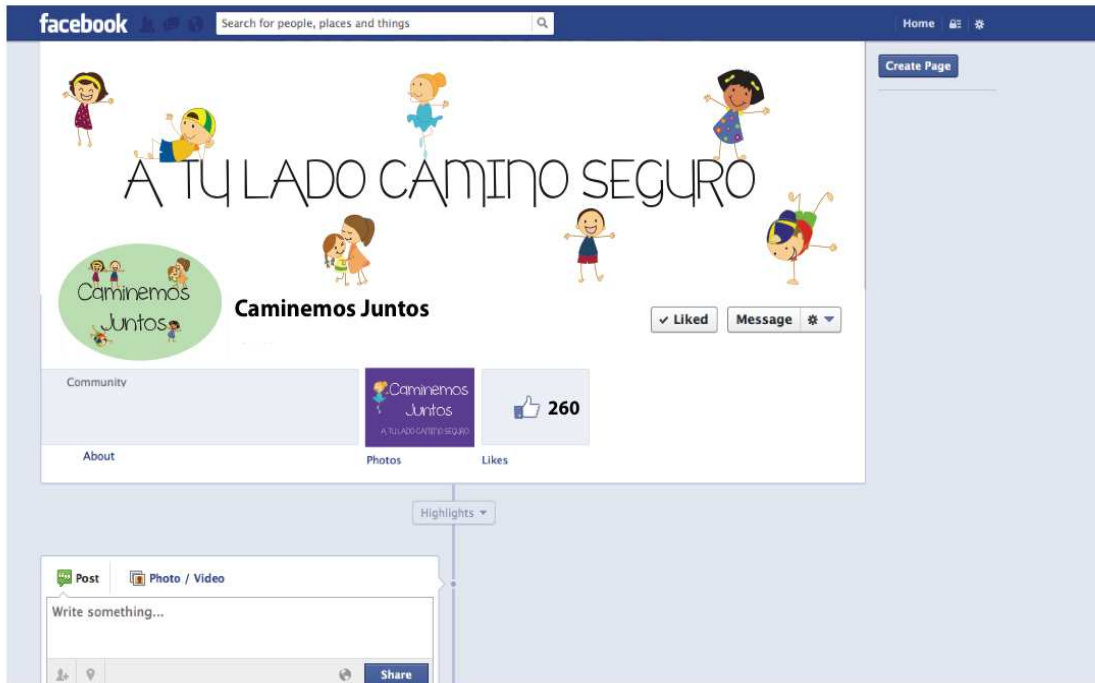 facebook Search for people, places and things Home
Create Page
A TU LADO CAMINO SEGURO
Caminemos
Juntos
Caminemos Juntos
✓ Liked Message
Community
Caminemos
Juntos
A TU LADO CAMINO SEGURO
260
About Photos Likes
Highlights
Post Photo / Video
Write something...
Share